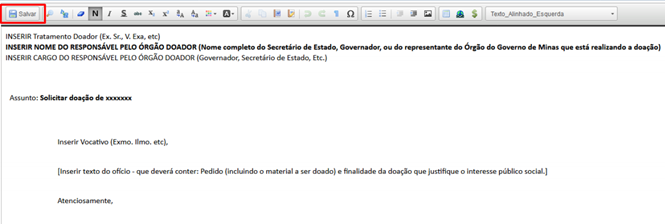 Salvar N I S abc X₂ X² A Ω $ Texto_Alinhado_Esquerda
INSERIR Tratamento Doador (Ex. Sr., V. Exa, etc)
INSERIR NOME DO RESPONSÁVEL PELO ÓRGÃO DOADOR (Nome completo do Secretário de Estado, Governador, ou do representante do Órgão do Governo de Minas que está realizando a doação)
INSERIR CARGO DO RESPONSÁVEL PELO ÓRGÃO DOADOR (Governador, Secretário de Estado, Etc.)
Assunto: Solicitar doação de xxxxxxx
Inserir Vocativo (Exmo. Ilmo. etc),
[Inserir texto do ofício - que deverá conter: Pedido (incluindo o material a ser doado) e finalidade da doação que justifique o interesse público social.]
Atenciosamente,